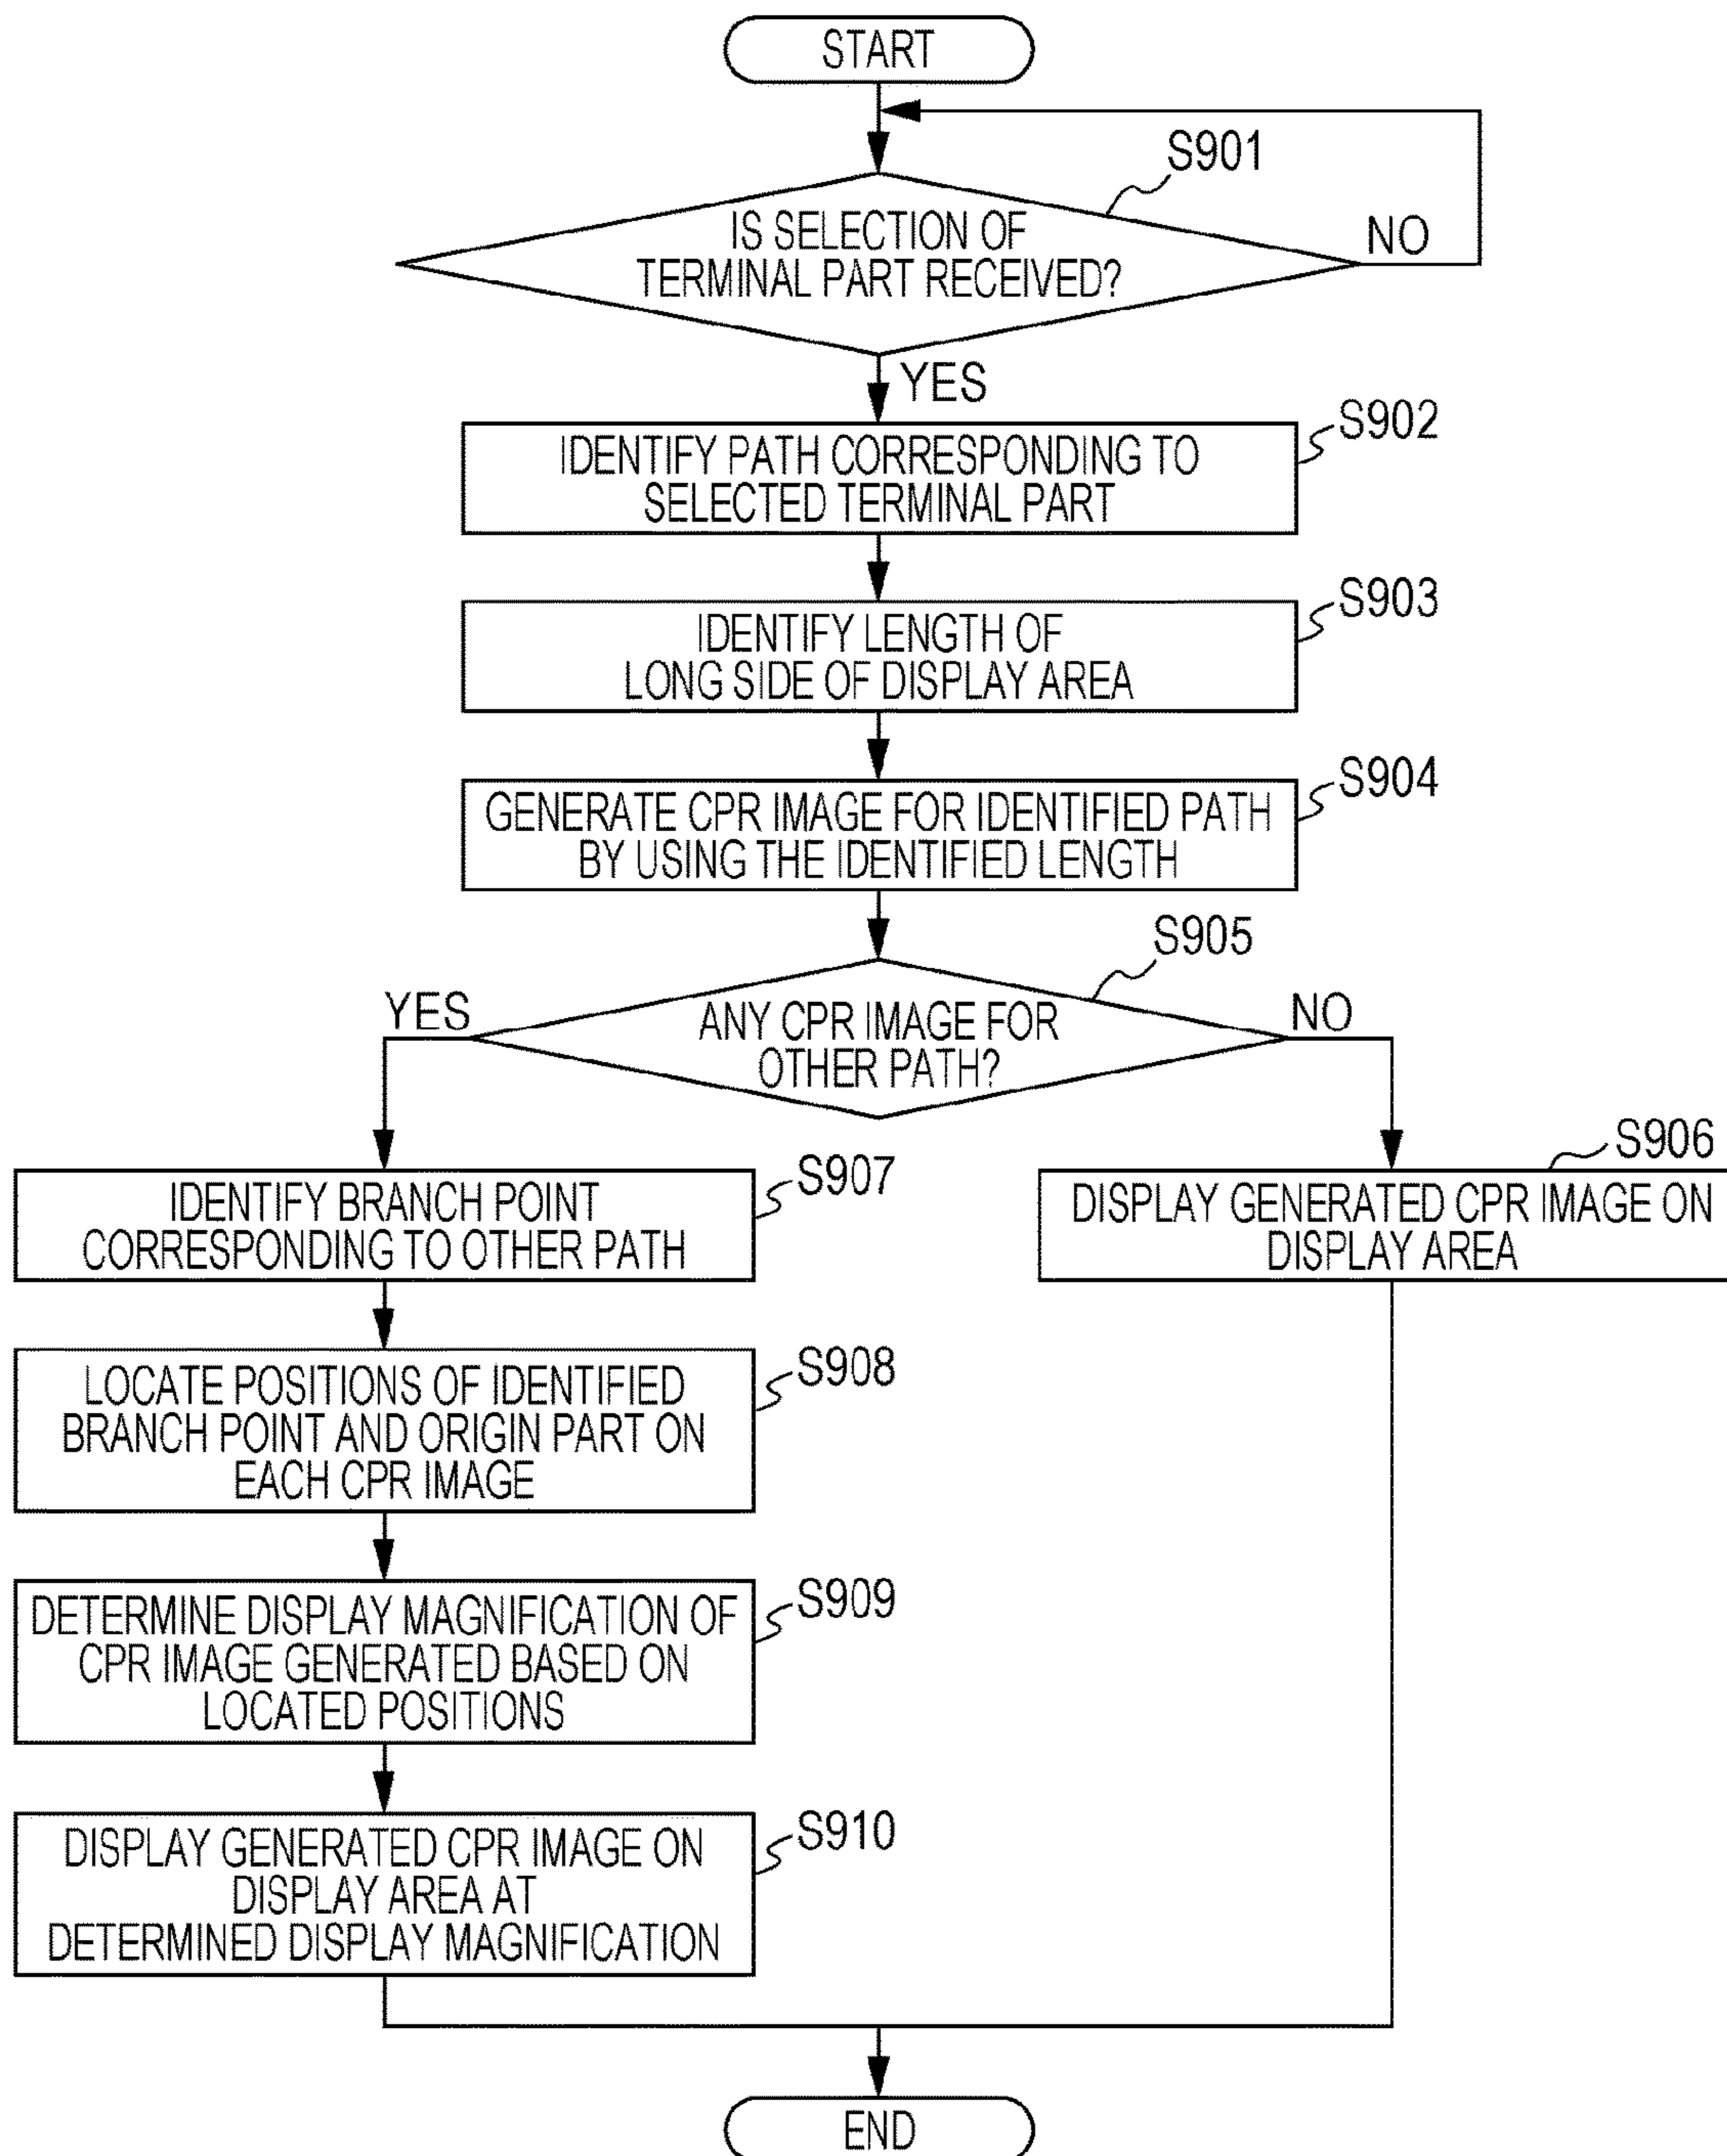 START
S901
IS SELECTION OF
TERMINAL PART RECEIVED?
NO
YES
S902
IDENTIFY PATH CORRESPONDING TO
SELECTED TERMINAL PART
S903
IDENTIFY LENGTH OF
LONG SIDE OF DISPLAY AREA
S904
GENERATE CPR IMAGE FOR IDENTIFIED PATH
BY USING THE IDENTIFIED LENGTH
S905
YES
ANY CPR IMAGE FOR
OTHER PATH?
NO
S906
DISPLAY GENERATED CPR IMAGE ON
DISPLAY AREA
S907
IDENTIFY BRANCH POINT
CORRESPONDING TO OTHER PATH
S908
LOCATE POSITIONS OF IDENTIFIED
BRANCH POINT AND ORIGIN PART ON
EACH CPR IMAGE
S909
DETERMINE DISPLAY MAGNIFICATION OF
CPR IMAGE GENERATED BASED ON
LOCATED POSITIONS
S910
DISPLAY GENERATED CPR IMAGE ON
DISPLAY AREA AT
DETERMINED DISPLAY MAGNIFICATION
END